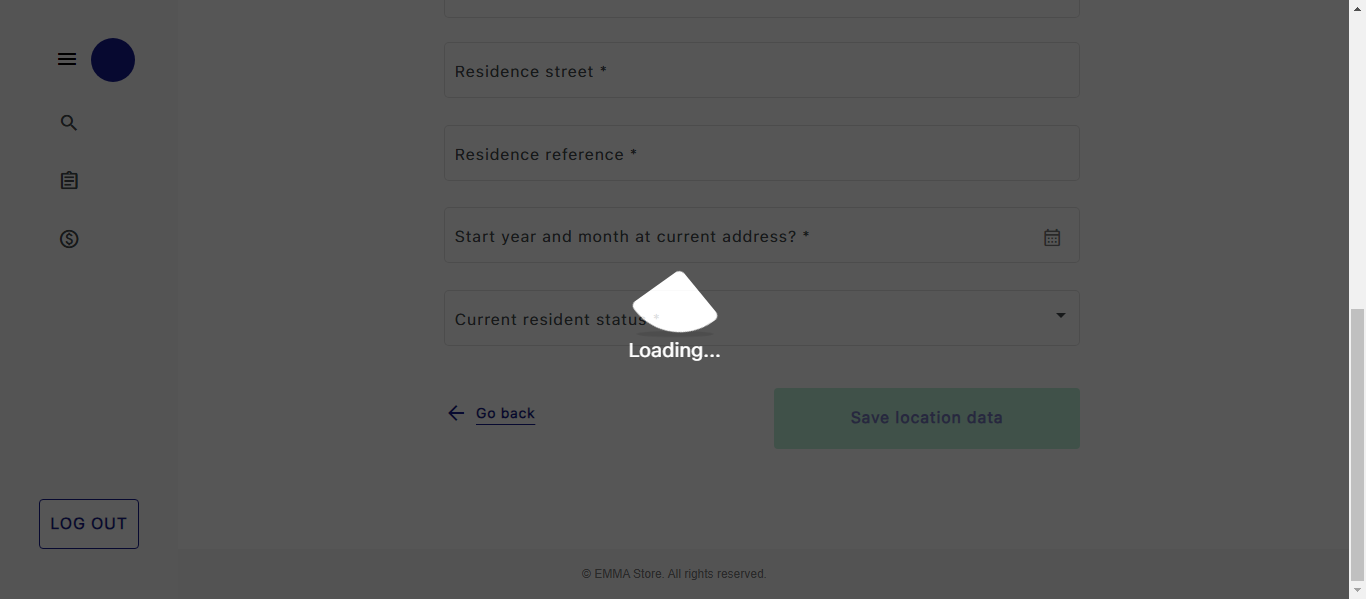 Residence street *
Residence reference *
Start year and month at current address? *
Current resident status *
Loading...
Go back
Save location data
LOG OUT
© EMMA Store. All rights reserved.